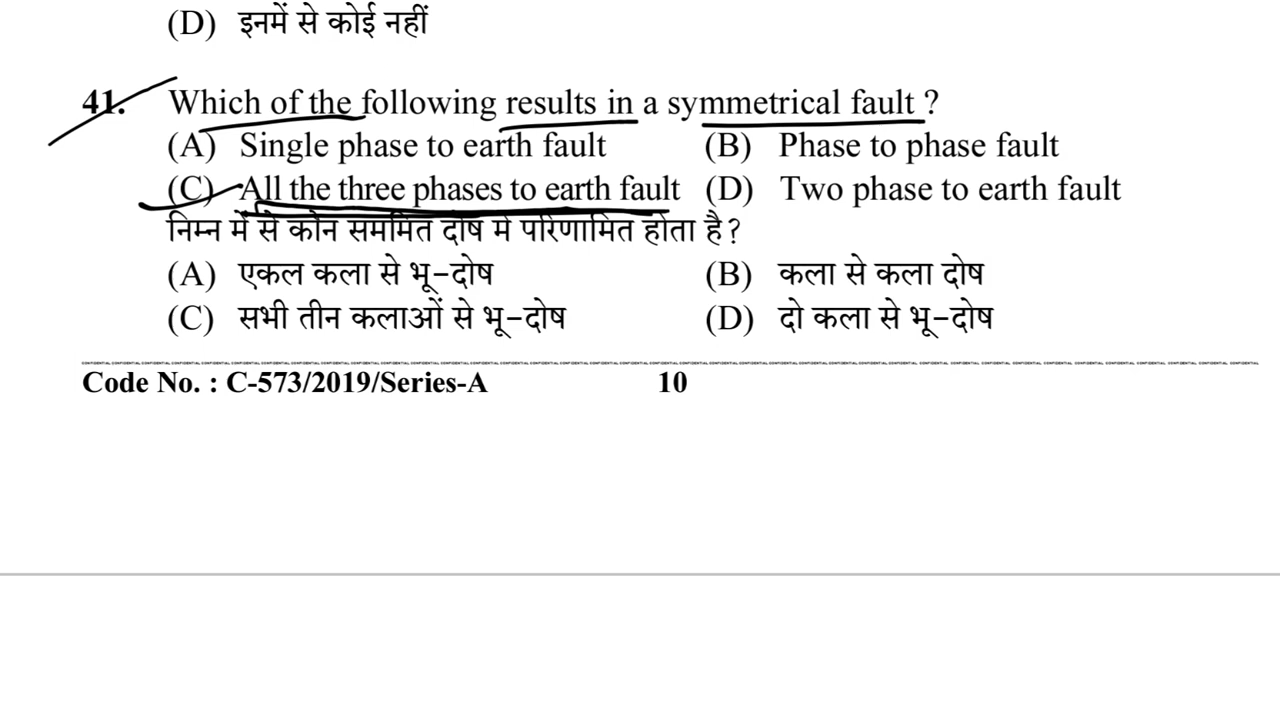 (D) इनमें से कोई नहीं
41. Which of the following results in a symmetrical fault ?
(A) Single phase to earth fault (B) Phase to phase fault
(C) All the three phases to earth fault (D) Two phase to earth fault
निम्न में से कौन सममित दोष में परिणामित होता है?
(A) एकल कला से भू-दोष (B) कला से कला दोष
(C) सभी तीन कलाओं से भू-दोष (D) दो कला से भू-दोष
Code No. : C-573/2019/Series-A 10